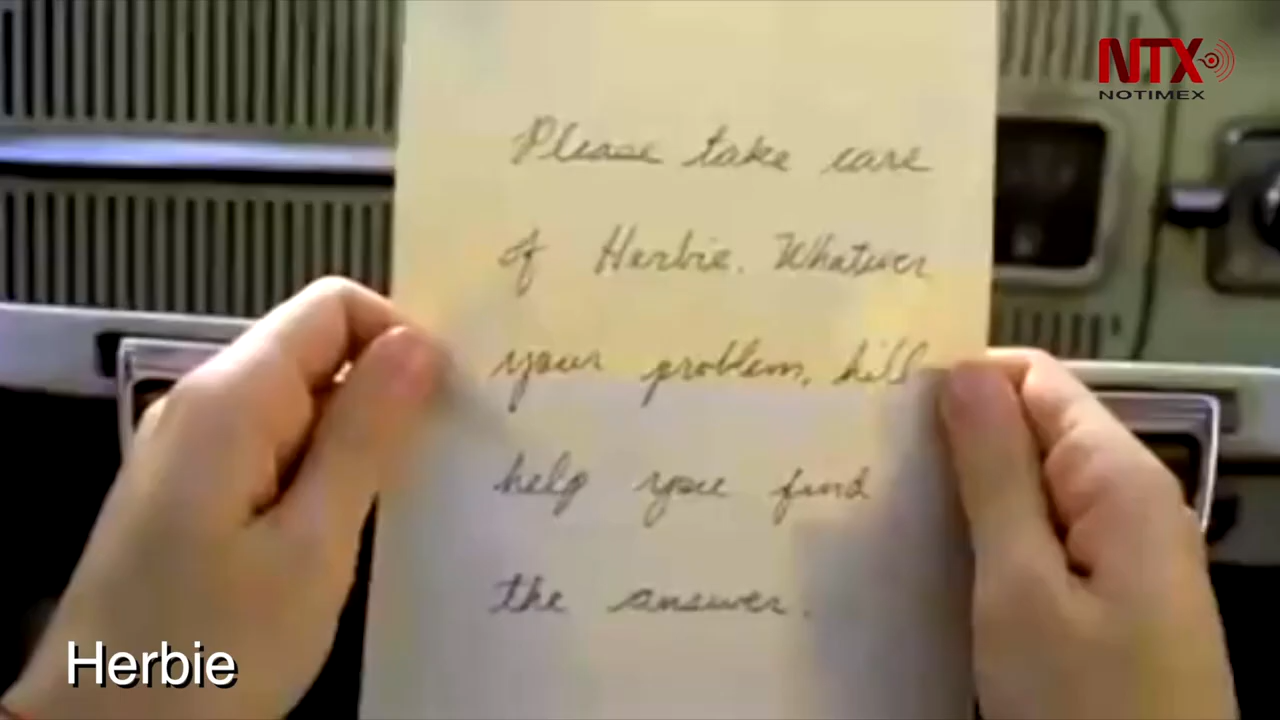 NTX
NOTIMEX
Please take care
of Herbie. Whatever
your problem, he'll
help you find
the answer.
Herbie